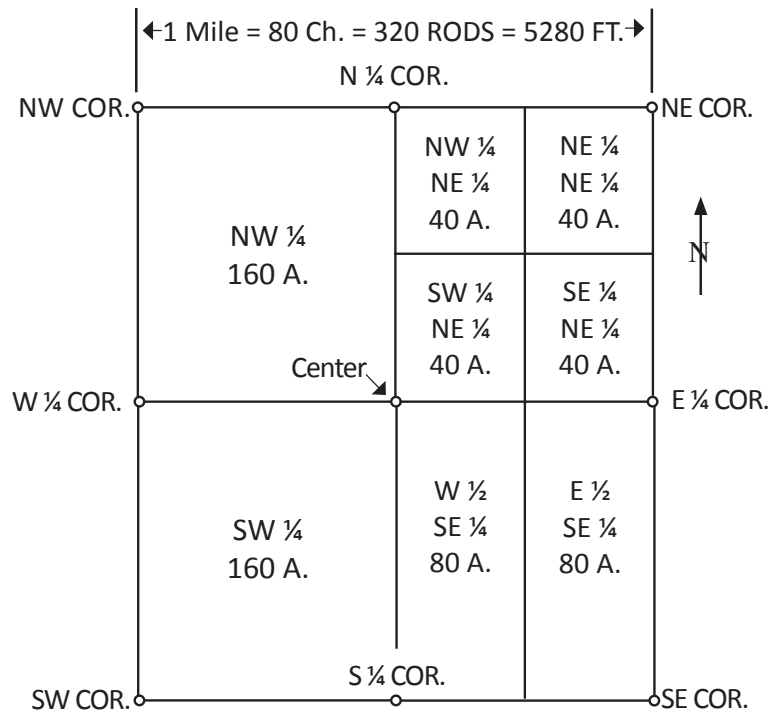 1 Mile = 80 Ch. = 320 RODS = 5280 FT.
N ¼ COR.
NW COR.
NE COR.
NW ¼
NE ¼
40 A.
NE ¼
NE ¼
40 A.
NW ¼
160 A.
N
SW ¼
NE ¼
40 A.
SE ¼
NE ¼
40 A.
Center
W ¼ COR.
E ¼ COR.
SW ¼
160 A.
W ½
SE ¼
80 A.
E ½
SE ¼
80 A.
S ¼ COR.
SW COR.
SE COR.